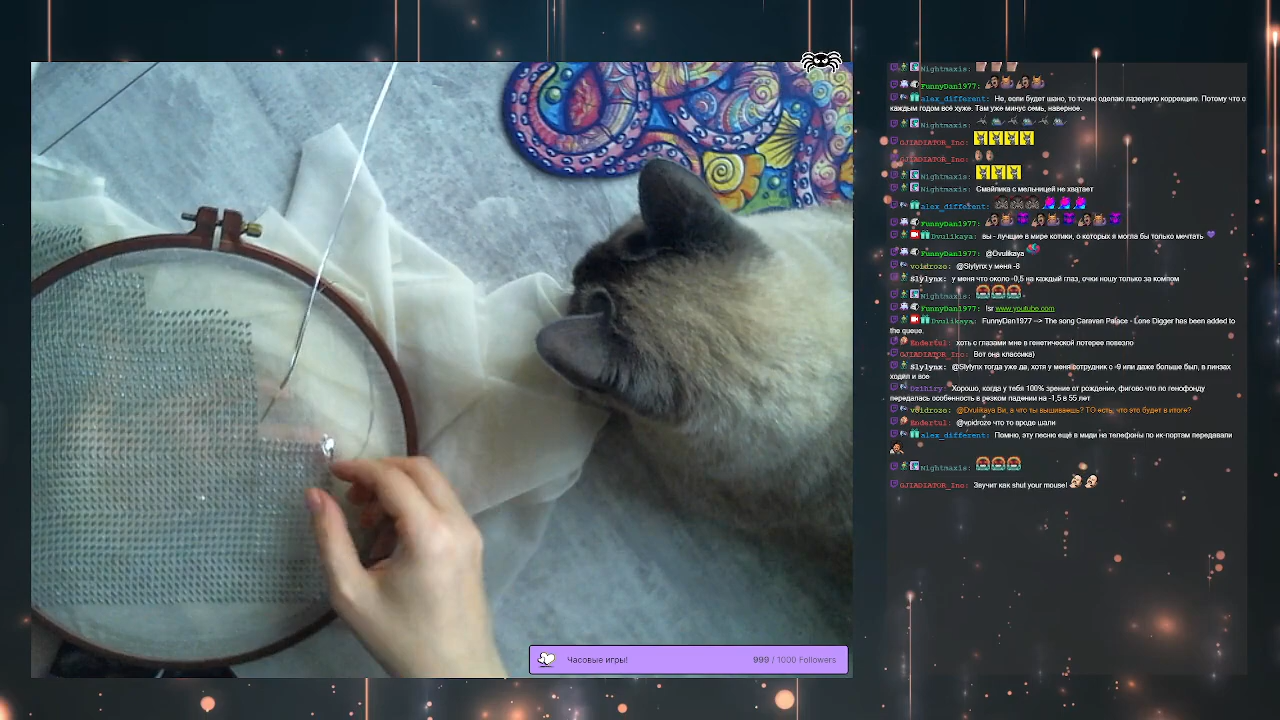 Nightmaxis:
FunnyDan1977:
alex_different: Не, если будет шанс, то точно сделаю лазерную коррекцию. Потому что с
каждым годом всё хуже. Там уже минус семь, наверное.
Nightmaxis:
GJIADIATOR_Inc:
GJIADIATOR_Inc:
Nightmaxis:
Nightmaxis: Смайлика с мельницей не хватает
alex_different:
FunnyDan1977:
Dvulikaya: вы - лучшие в мире котики, о которых я могла бы только мечтать
FunnyDan1977: @Dvulikaya
voidrozo: @Slylynx у меня -8
Slylynx: у меня что около -0,5 на каждый глаз, очки ношу только за компом
Nightmaxis:
FunnyDan1977: !sr www.youtube.com
Dvulikaya: FunnyDan1977 --> The song Caravan Palace - Lone Digger has been added to
the queue.
Enderful: хоть с глазами мне в генетической лотерее повезло
GJIADIATOR_Inc: Вот она классика)
Slylynx: @Slylynx тогда уже да, хотя у меня сотрудник с -9 или даже больше был, в линзах
ходил и все
Dzihiry: Хорошо, когда у тебя 100% зрение от рождения, фигово что по генофонду
передалась особенность в резком падении на -1,5 в 55 лет
voidrozo: @Dvulikaya Ви, а что ты вышиваешь? ТО есть, что это будет в итоге?
Enderful: @voidrozo что то вроде шали
alex_different: Помню, эту песню ещё в миди на телефоны по ик-портам передавали
Nightmaxis:
GJIADIATOR_Inc: Звучит как shut your mouse!
Часовые игры! 999 / 1000 Followers